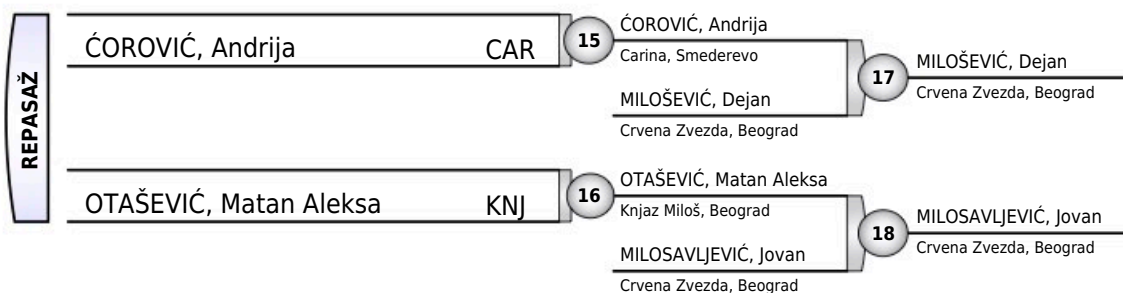 REPASAŽ
ĆOROVIĆ, Andrija CAR
15
ĆOROVIĆ, Andrija
Carina, Smederevo
MILOŠEVIĆ, Dejan
Crvena Zvezda, Beograd
17
MILOŠEVIĆ, Dejan
Crvena Zvezda, Beograd
OTAŠEVIĆ, Matan Aleksa KNJ
16
OTAŠEVIĆ, Matan Aleksa
Knjaz Miloš, Beograd
MILOSAVLJEVIĆ, Jovan
Crvena Zvezda, Beograd
18
MILOSAVLJEVIĆ, Jovan
Crvena Zvezda, Beograd